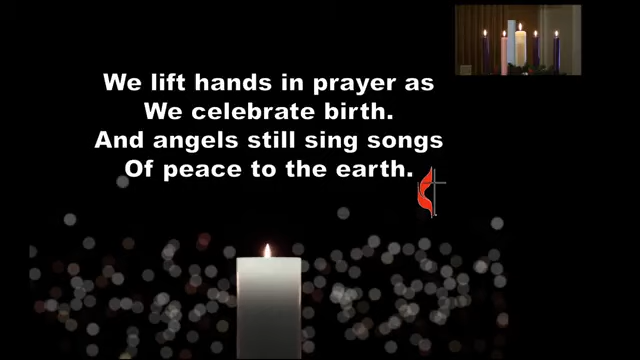 We lift hands in prayer as
We celebrate birth.
And angels still sing songs
Of peace to the earth.